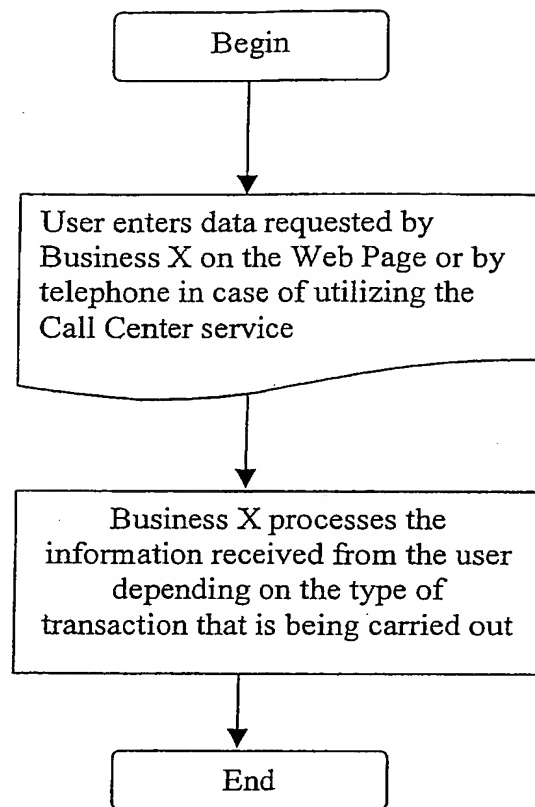 Begin
User enters data requested by
Business X on the Web Page or by
telephone in case of utilizing the
Call Center service
Business X processes the
information received from the user
depending on the type of
transaction that is being carried out
End